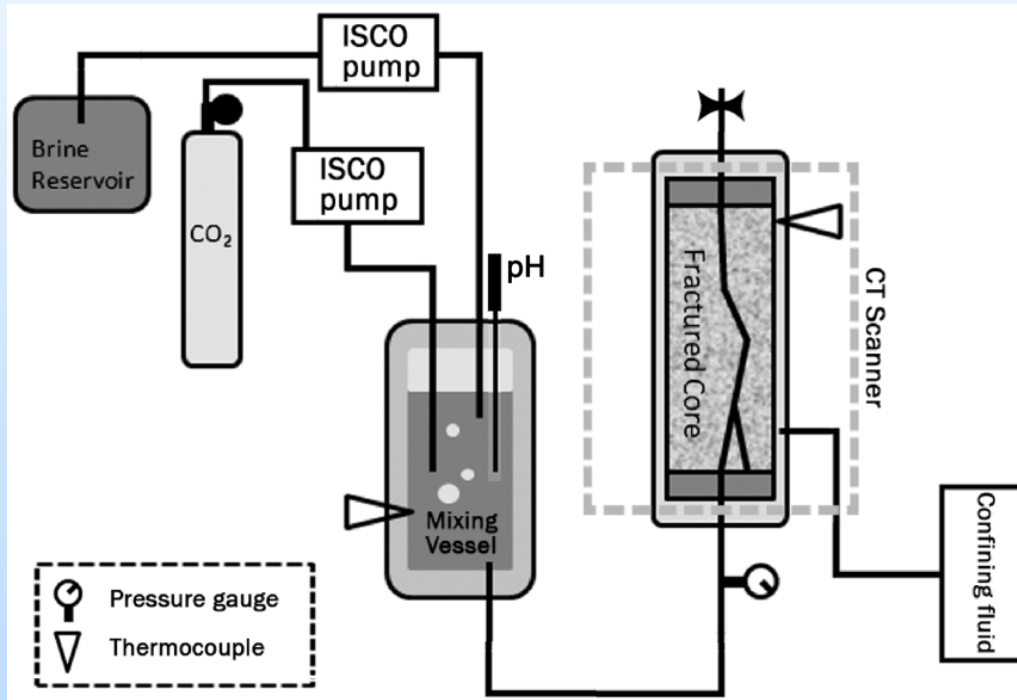 ISCO
pump
Brine
Reservoir
ISCO
pump
CO₂
pH
Mixing
Vessel
Fractured Core
CT Scanner
Confining fluid
Pressure gauge
Thermocouple